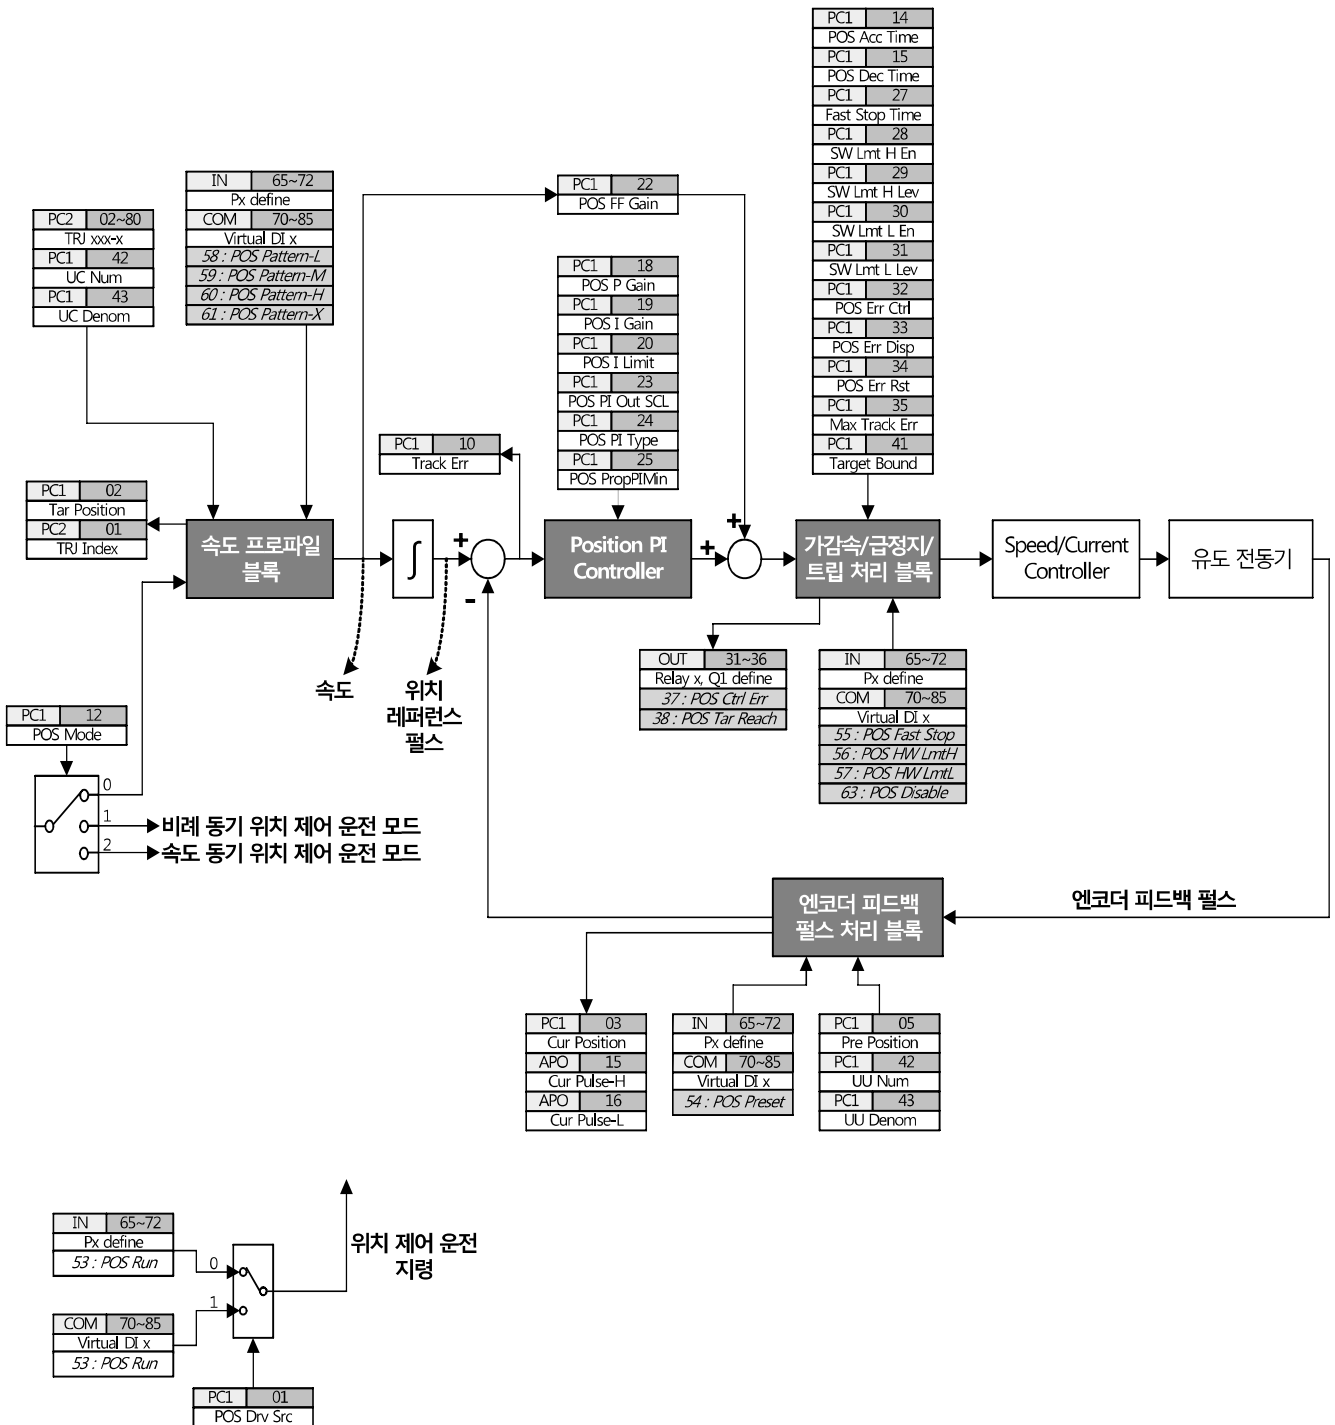 PC1 14
POS Acc Time
PC1 15
POS Dec Time
PC1 27
Fast Stop Time
PC1 28
SW Lmt H En
PC1 29
SW Lmt H Lev
PC1 30
SW Lmt L En
PC1 31
SW Lmt L Lev
PC1 32
POS Err Ctrl
PC1 33
POS Err Disp
PC1 34
POS Err Rst
PC1 35
Max Track Err
PC1 41
Target Bound
IN 65~72
Px define
COM 70~85
Virtual DI x
58 : POS Pattern-L
59 : POS Pattern-M
60 : POS Pattern-H
61 : POS Pattern-X
PC1 22
POS FF Gain
PC2 02~80
TRJ xxx-x
PC1 42
UC Num
PC1 43
UC Denom
PC1 18
POS P Gain
PC1 19
POS I Gain
PC1 20
POS I Limit
PC1 23
POS PI Out SCL
PC1 24
POS PI Type
PC1 25
POS PropPIMin
PC1 10
Track Err
PC1 02
Tar Position
PC2 01
TRJ Index
속도 프로파일
블록
∫
+
-
Position PI
Controller
+
+
가감속/급정지/
트립 처리 블록
Speed/Current
Controller
유도 전동기
속도
위치
레퍼런스
펄스
OUT 31~36
Relay x, Q1 define
37 : POS Ctrl Err
38 : POS Tar Reach
IN 65~72
Px define
COM 70~85
Virtual DI x
55 : POS Fast Stop
56 : POS HW LmtH
57 : POS HW LmtL
63 : POS Disable
PC1 12
POS Mode
0
1
비례 동기 위치 제어 운전 모드
2
속도 동기 위치 제어 운전 모드
엔코더 피드백
펄스 처리 블록
엔코더 피드백 펄스
PC1 03
Cur Position
APO 15
Cur Pulse-H
APO 16
Cur Pulse-L
IN 65~72
Px define
COM 70~85
Virtual DI x
54 : POS Preset
PC1 05
Pre Position
PC1 42
UU Num
PC1 43
UU Denom
IN 65~72
Px define
53 : POS Run
0
위치 제어 운전
지령
COM 70~85
Virtual DI x
53 : POS Run
1
PC1 01
POS Drv Src